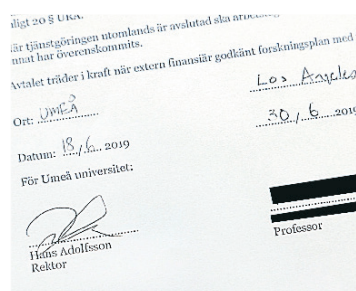 nligt 20 § URA.
är tjänstgöringen utomlands är avslutad ska
nnat har överenskommits.
Avtalet träder i kraft när extern finansiär godkänt forskningsplan med
Los Angeles
Ort: UMEÅ
30/6 2019
Datum: 18/6 2019
För Umeå universitet:
Hans Adolfsson
Rektor
Professor